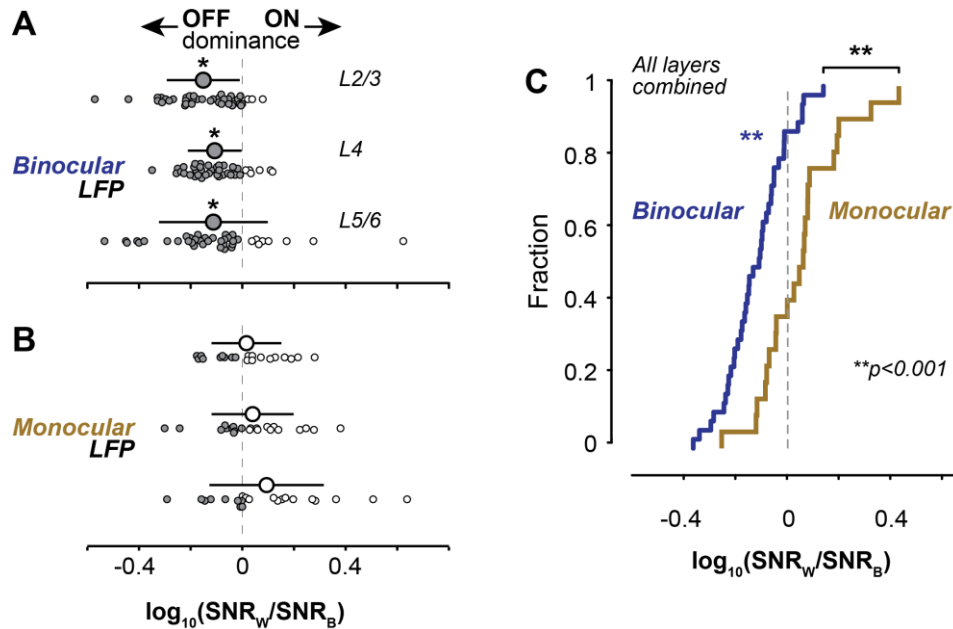 A
OFF ON
dominance
*
L2/3
Binocular
LFP
*
L4
*
L5/6
B
Monocular
LFP
-0.4 0 0.4
log10(SNRW/SNRB)
C
All layers
combined
**
**
Binocular
Monocular
**p<0.001
Fraction
1
0.8
0.6
0.4
0.2
0
-0.4 0 0.4
log10(SNRW/SNRB)